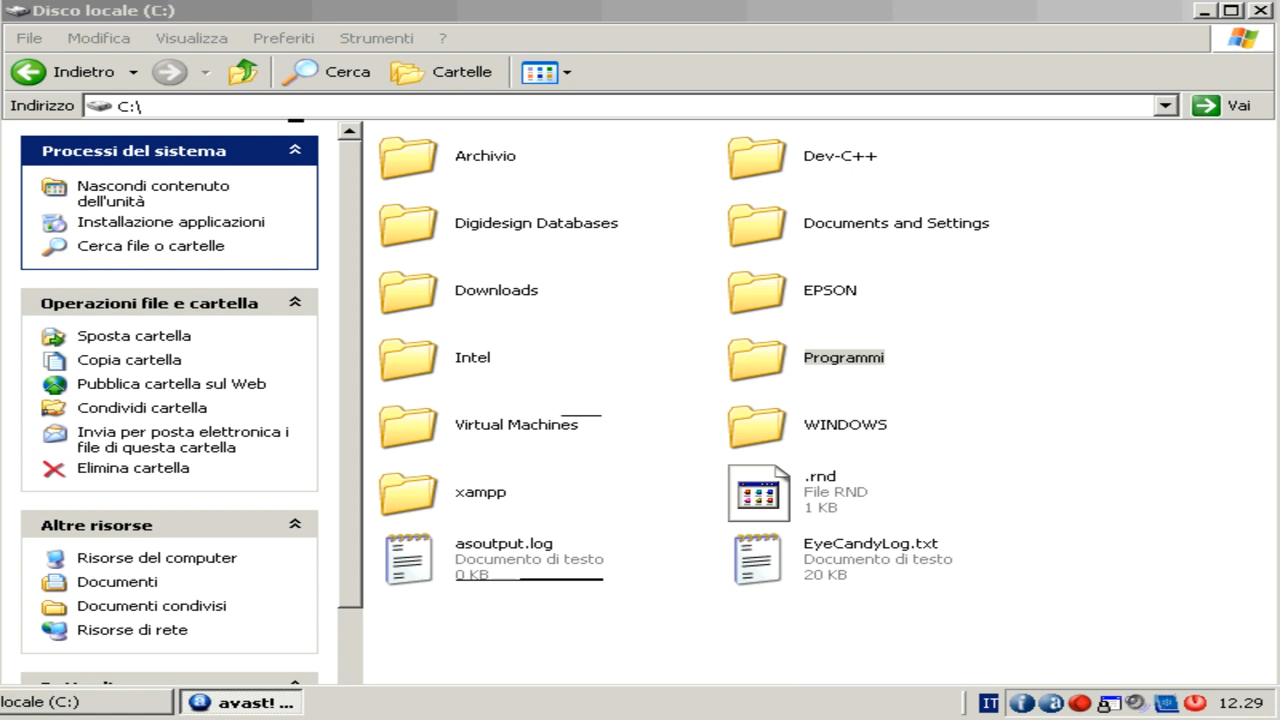 Disco locale (C:)
File Modifica Visualizza Preferiti Strumenti ?
Indietro Cerca Cartelle
Indirizzo C:\ Vai
Processi del sistema
Nascondi contenuto
dell'unità
Installazione applicazioni
Cerca file o cartelle
Operazioni file e cartella
Sposta cartella
Copia cartella
Pubblica cartella sul Web
Condividi cartella
Invia per posta elettronica i
file di questa cartella
Elimina cartella
Altre risorse
Risorse del computer
Documenti
Documenti condivisi
Risorse di rete
Archivio
Dev-C++
Digidesign Databases
Documents and Settings
Downloads
EPSON
Intel
Programmi
Virtual Machines
WINDOWS
xampp
.rnd
File RND
1 KB
asoutput.log
Documento di testo
0 KB
EyeCandyLog.txt
Documento di testo
20 KB
locale (C:)
avast! ...
IT
12.29